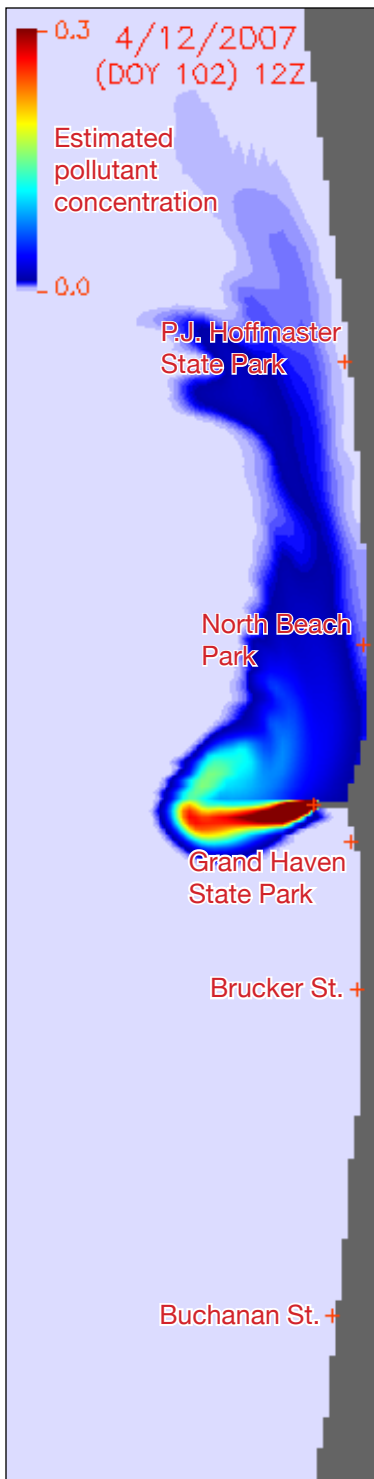 0.3
4/12/2007
(DOY 102) 12Z
Estimated
pollutant
concentration
0.0
P.J. Hoffmaster
State Park
North Beach
Park
Grand Haven
State Park
Brucker St.
Buchanan St.